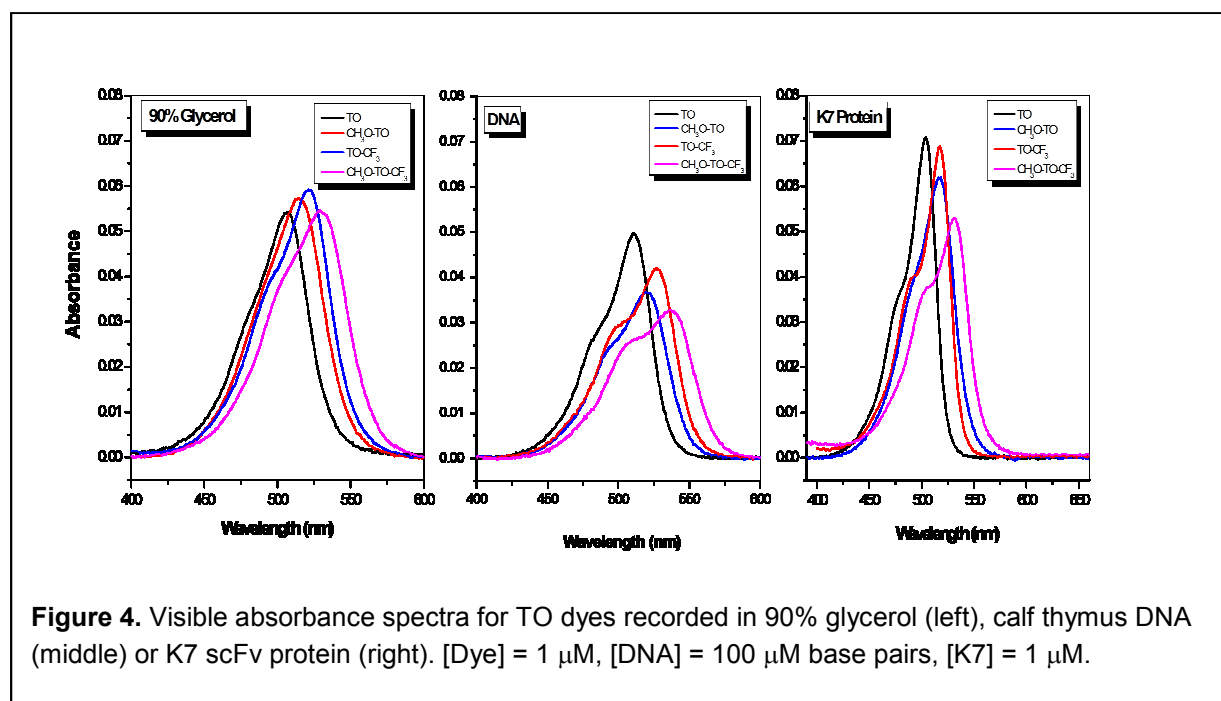 90% Glycerol
TO
CH₃O-TO
TO-CF₃
CH₃O-TO-CF₃
0.08
0.07
0.06
0.05
0.04
0.03
0.02
0.01
0.00
400 450 500 550 600
Absorbance
Wavelength (nm)
DNA
TO
CH₃O-TO
TO-CF₃
CH₃O-TO-CF₃
0.08
0.07
0.06
0.05
0.04
0.03
0.02
0.01
0.00
400 450 500 550 600
Wavelength (nm)
K7 Protein
TO
CH₃O-TO
TO-CF₃
CH₃O-TO-CF₃
0.08
0.07
0.06
0.05
0.04
0.03
0.02
0.01
0.00
400 450 500 550 600 650
Wavelength (nm)
Figure 4. Visible absorbance spectra for TO dyes recorded in 90% glycerol (left), calf thymus DNA
(middle) or K7 scFv protein (right). [Dye] = 1 μM, [DNA] = 100 μM base pairs, [K7] = 1 μM.